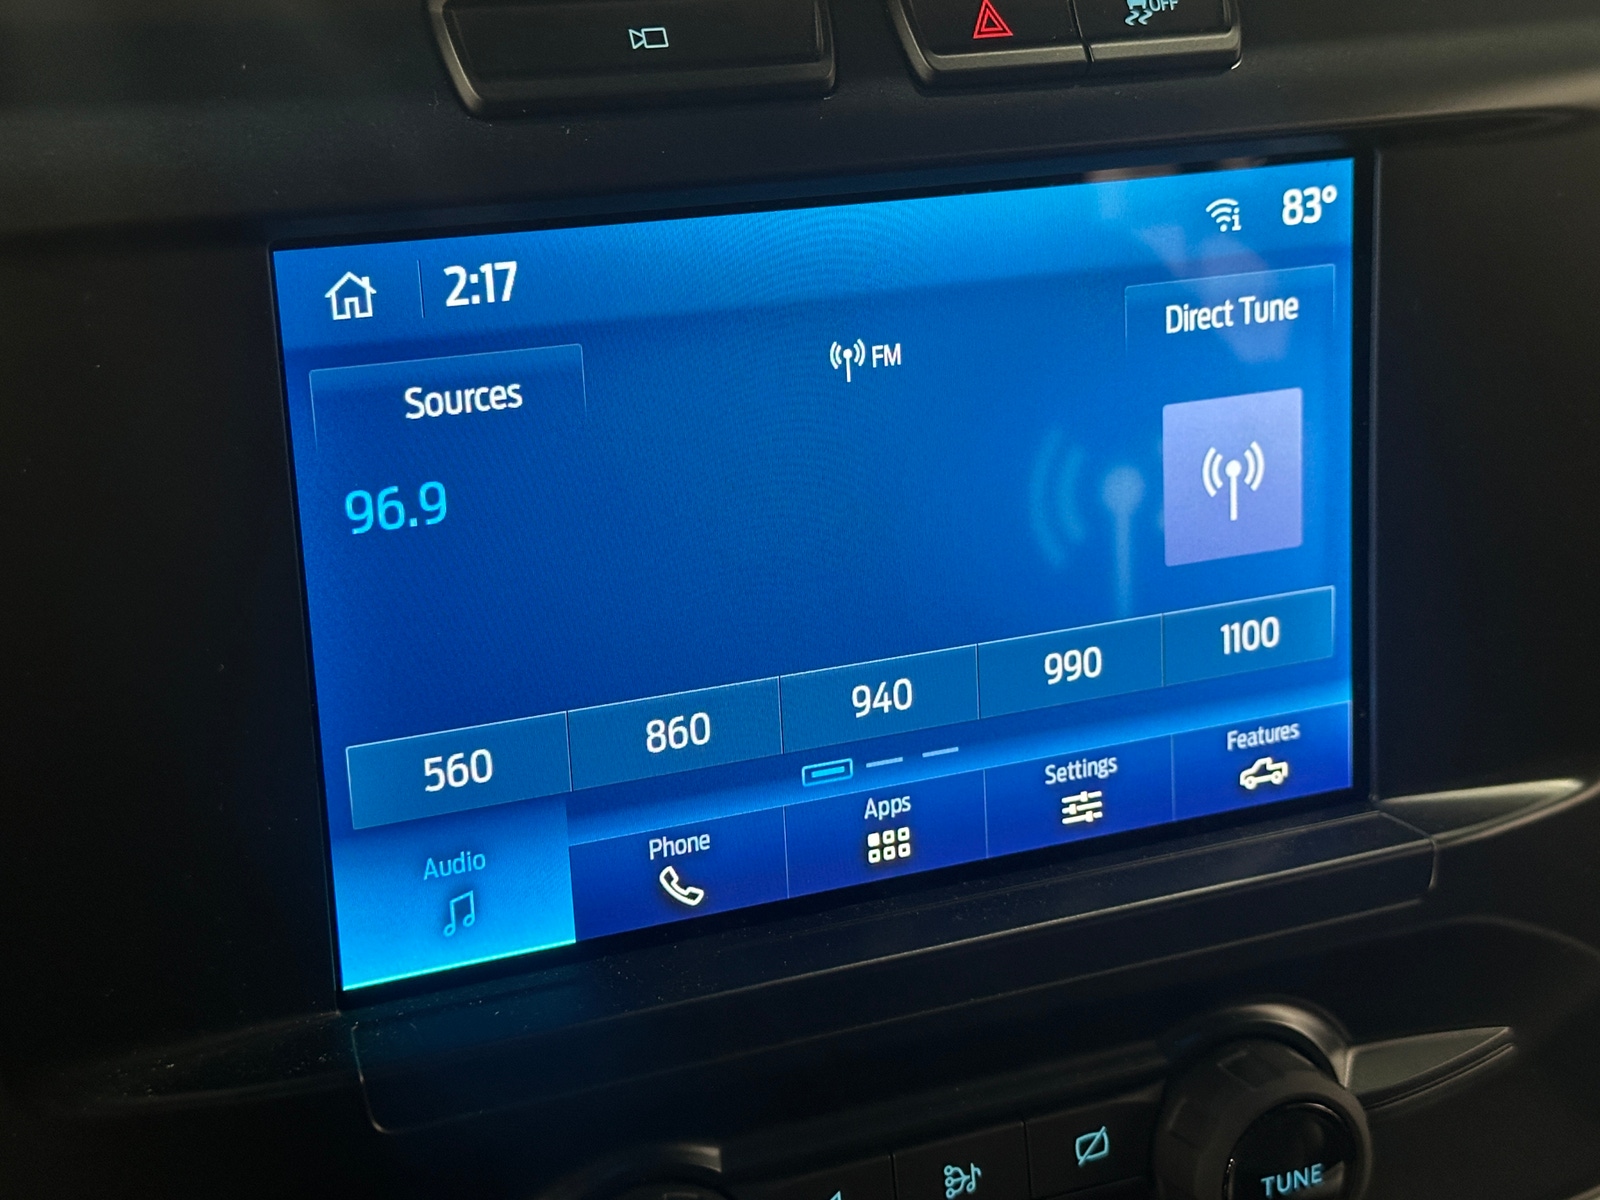 OFF
83°
2:17
Direct Tune
FM
Sources
96.9
560
860
940
990
1100
Audio
Phone
Apps
Settings
Features
TUNE